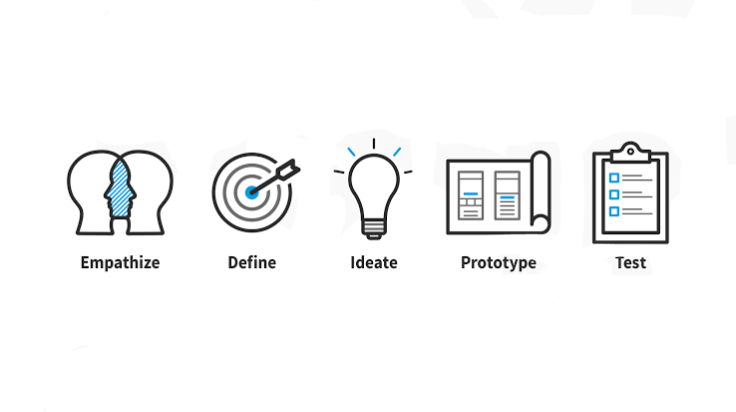 Empathize
Define
Ideate
Prototype
Test